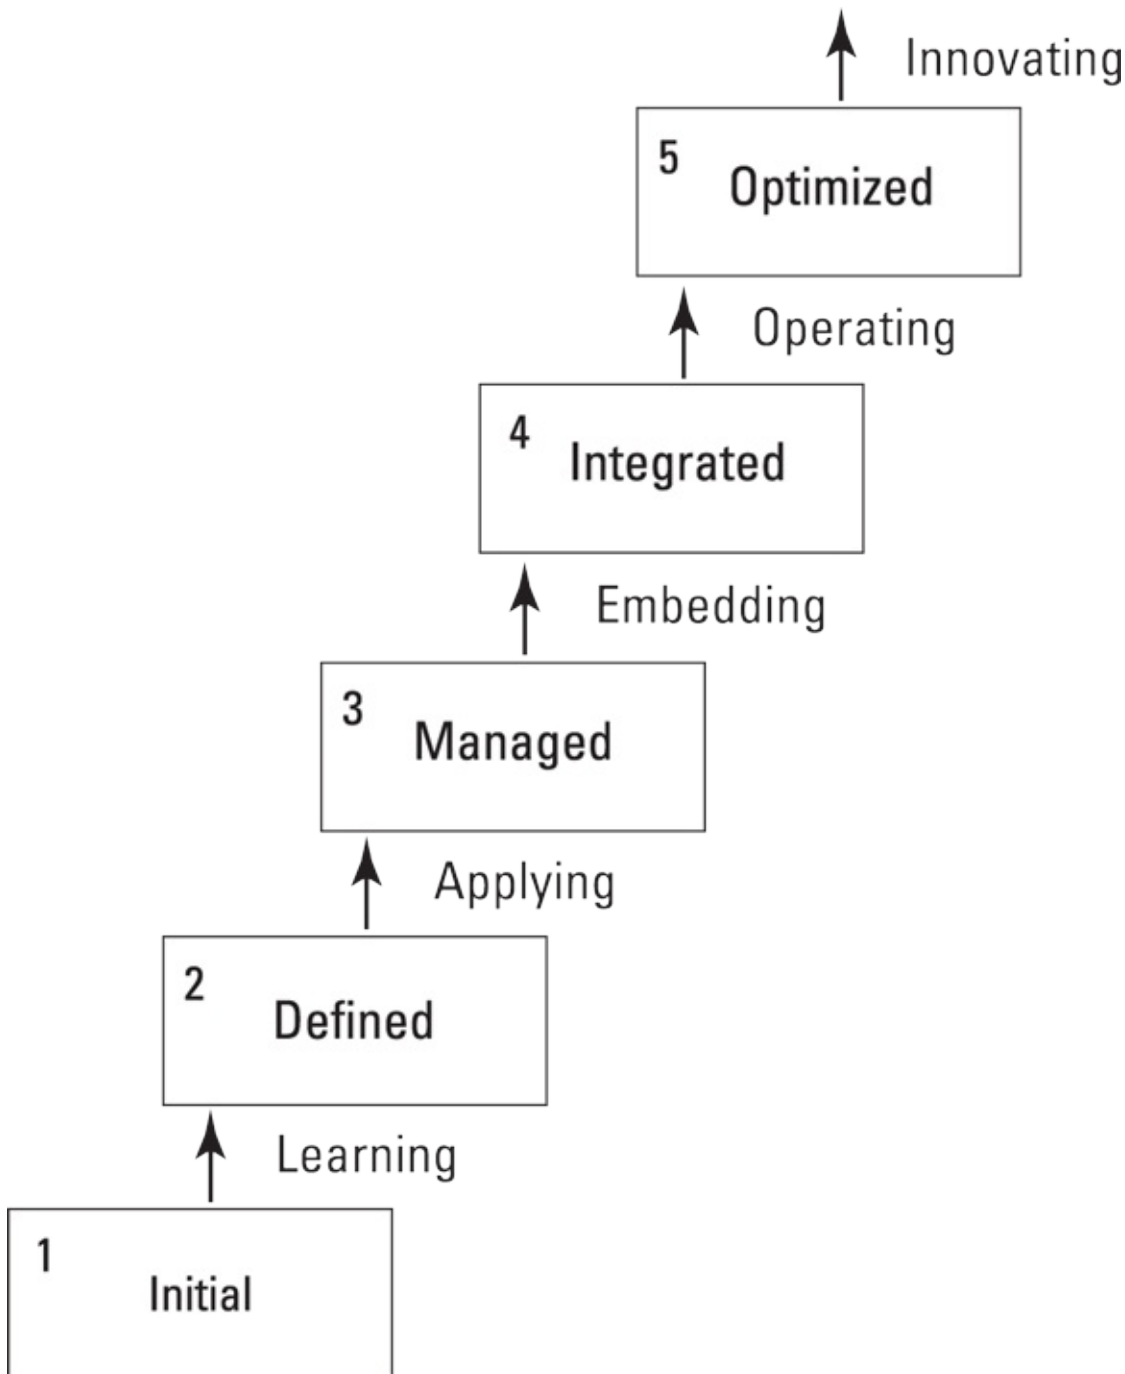 Innovating
5
Optimized
Operating
4
Integrated
Embedding
3
Managed
Applying
2
Defined
Learning
1
Initial